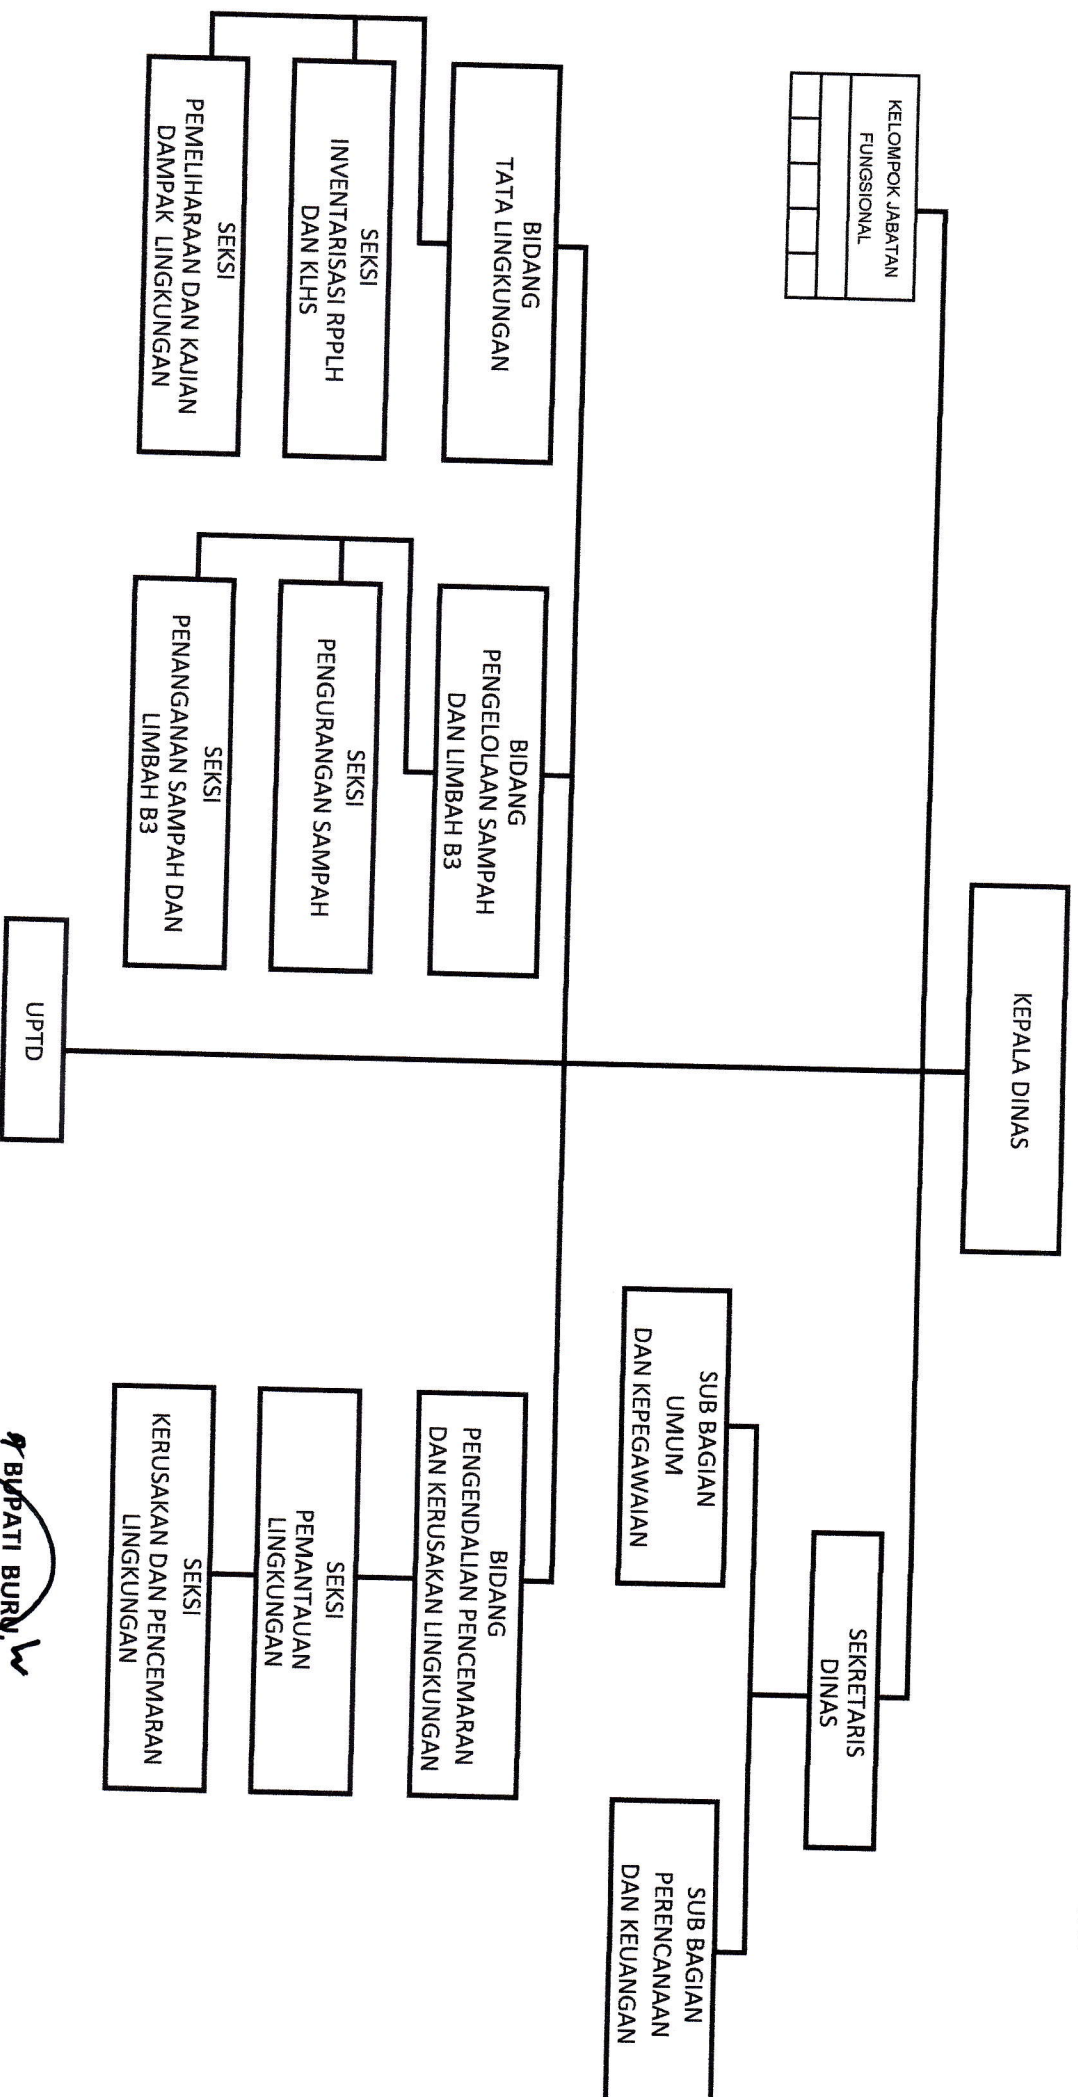 KEPALA DINAS
KELOMPOK JABATAN
FUNGSIONAL
SEKRETARIS
DINAS
SUB BAGIAN
UMUM
DAN KEPEGAWAIAN
SUB BAGIAN
PERENCANAAN
DAN KEUANGAN
BIDANG
TATA LINGKUNGAN
BIDANG
PENGELOLAAN SAMPAH
DAN LIMBAH B3
BIDANG
PENGENDALIAN PENCEMARAN
DAN KERUSAKAN LINGKUNGAN
SEKSI
INVENTARISASI RPPLH
DAN KLHS
SEKSI
PENGURANGAN SAMPAH
SEKSI
PEMANTAUAN
LINGKUNGAN
SEKSI
PEMELIHARAAN DAN KAJIAN
DAMPAK LINGKUNGAN
SEKSI
PENANGANAN SAMPAH DAN
LIMBAH B3
SEKSI
KERUSAKAN DAN PENCEMARAN
LINGKUNGAN
UPTD
BUPATI BURU,